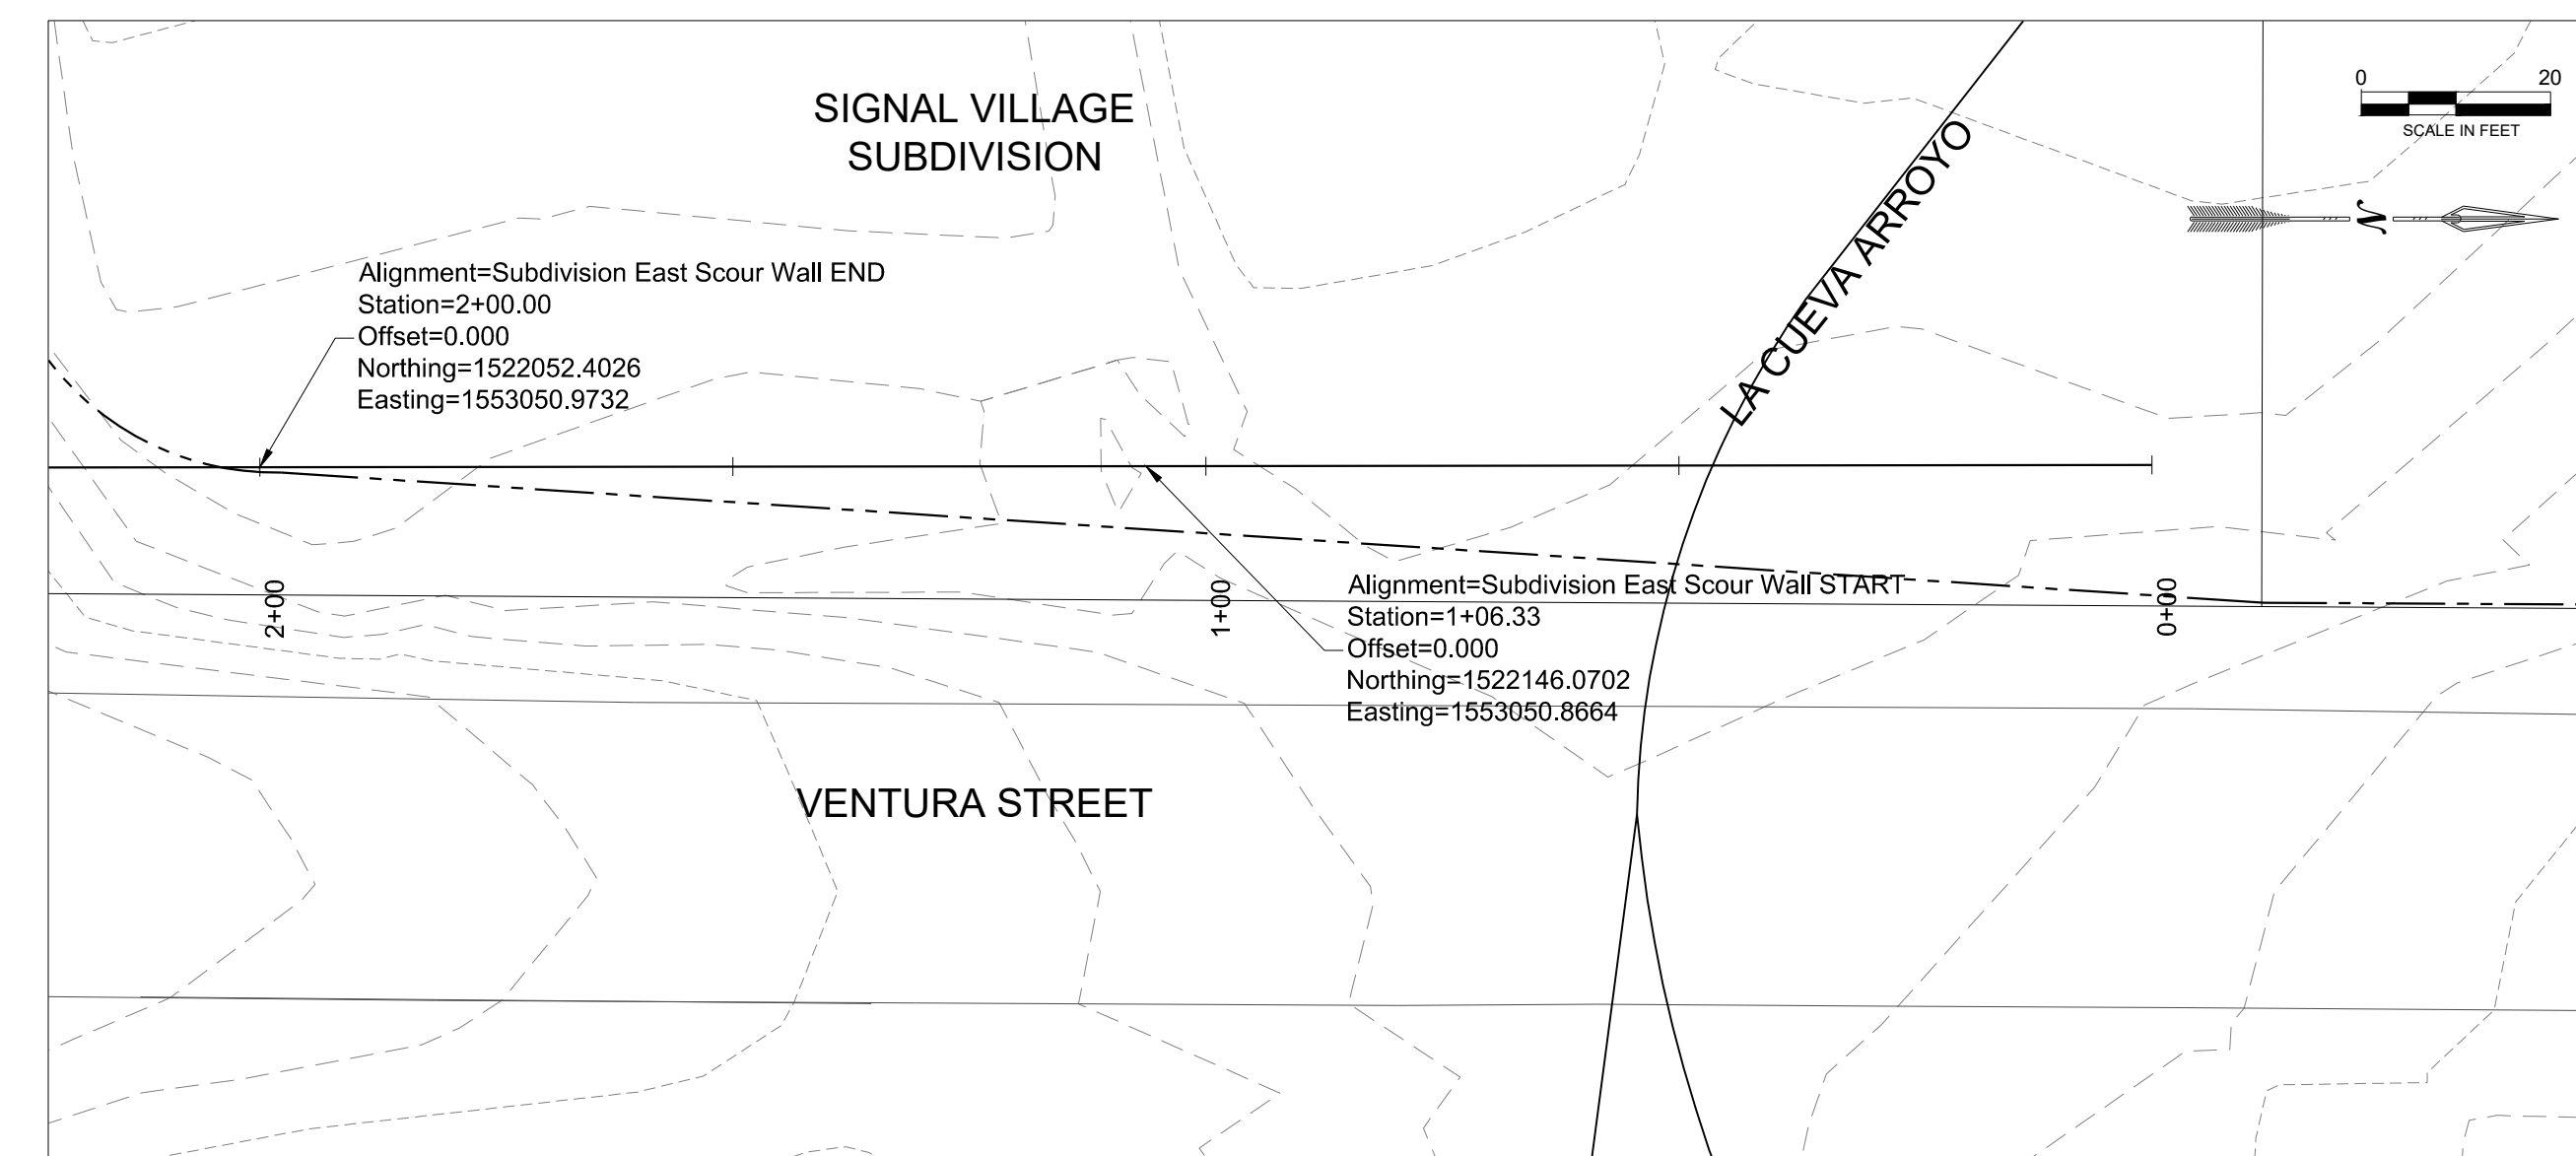 SIGNAL VILLAGE
SUBDIVISION
0 20
SCALE IN FEET
N
LA CUEVA ARROYO
Alignment=Subdivision East Scour Wall END
Station=2+00.00
Offset=0.000
Northing=1522052.4026
Easting=1553050.9732
2+00
1+00
0+00
Alignment=Subdivision East Scour Wall START
Station=1+06.33
Offset=0.000
Northing=1522146.0702
Easting=1553050.8664
VENTURA STREET